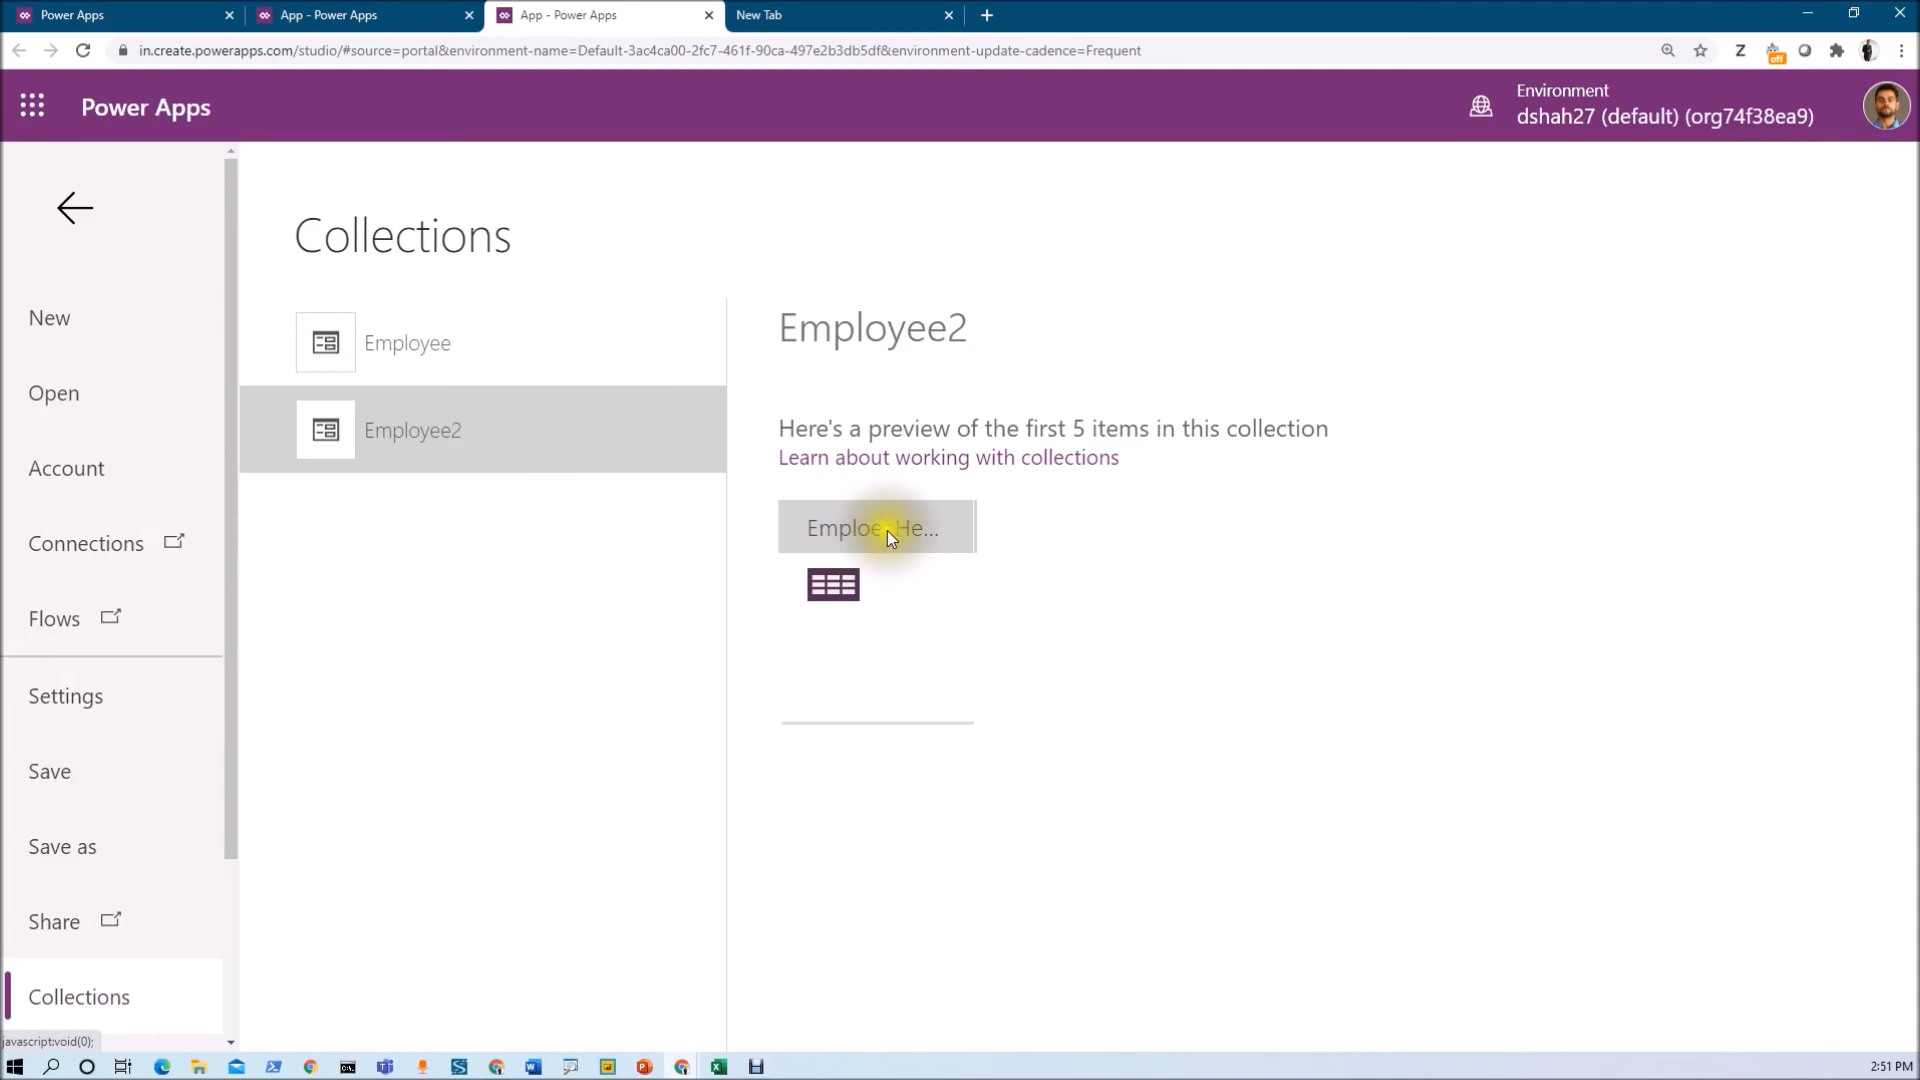 Power Apps
App - Power Apps
App - Power Apps
New Tab
in.create.powerapps.com/studio/#source=portal&environment-name=Default-3ac4ca00-2fc7-461f-90ca-497e2b3db5df&environment-update-cadence=Frequent
Z
off
Power Apps
Environment
dshah27 (default) (org74f38ea9)
New
Open
Account
Connections
Flows
Settings
Save
Save as
Share
Collections
Collections
Employee
Employee2
Employee2
Here's a preview of the first 5 items in this collection
Learn about working with collections
javascript:void(0);
2:51 PM